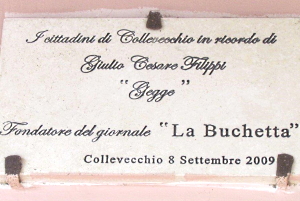 I cittadini di Collevecchio in ricordo di
Giulio Cesare Filippi
"Gegge"
Fondatore del giornale "La Buchetta"
Collevecchio 8 Settembre 2009